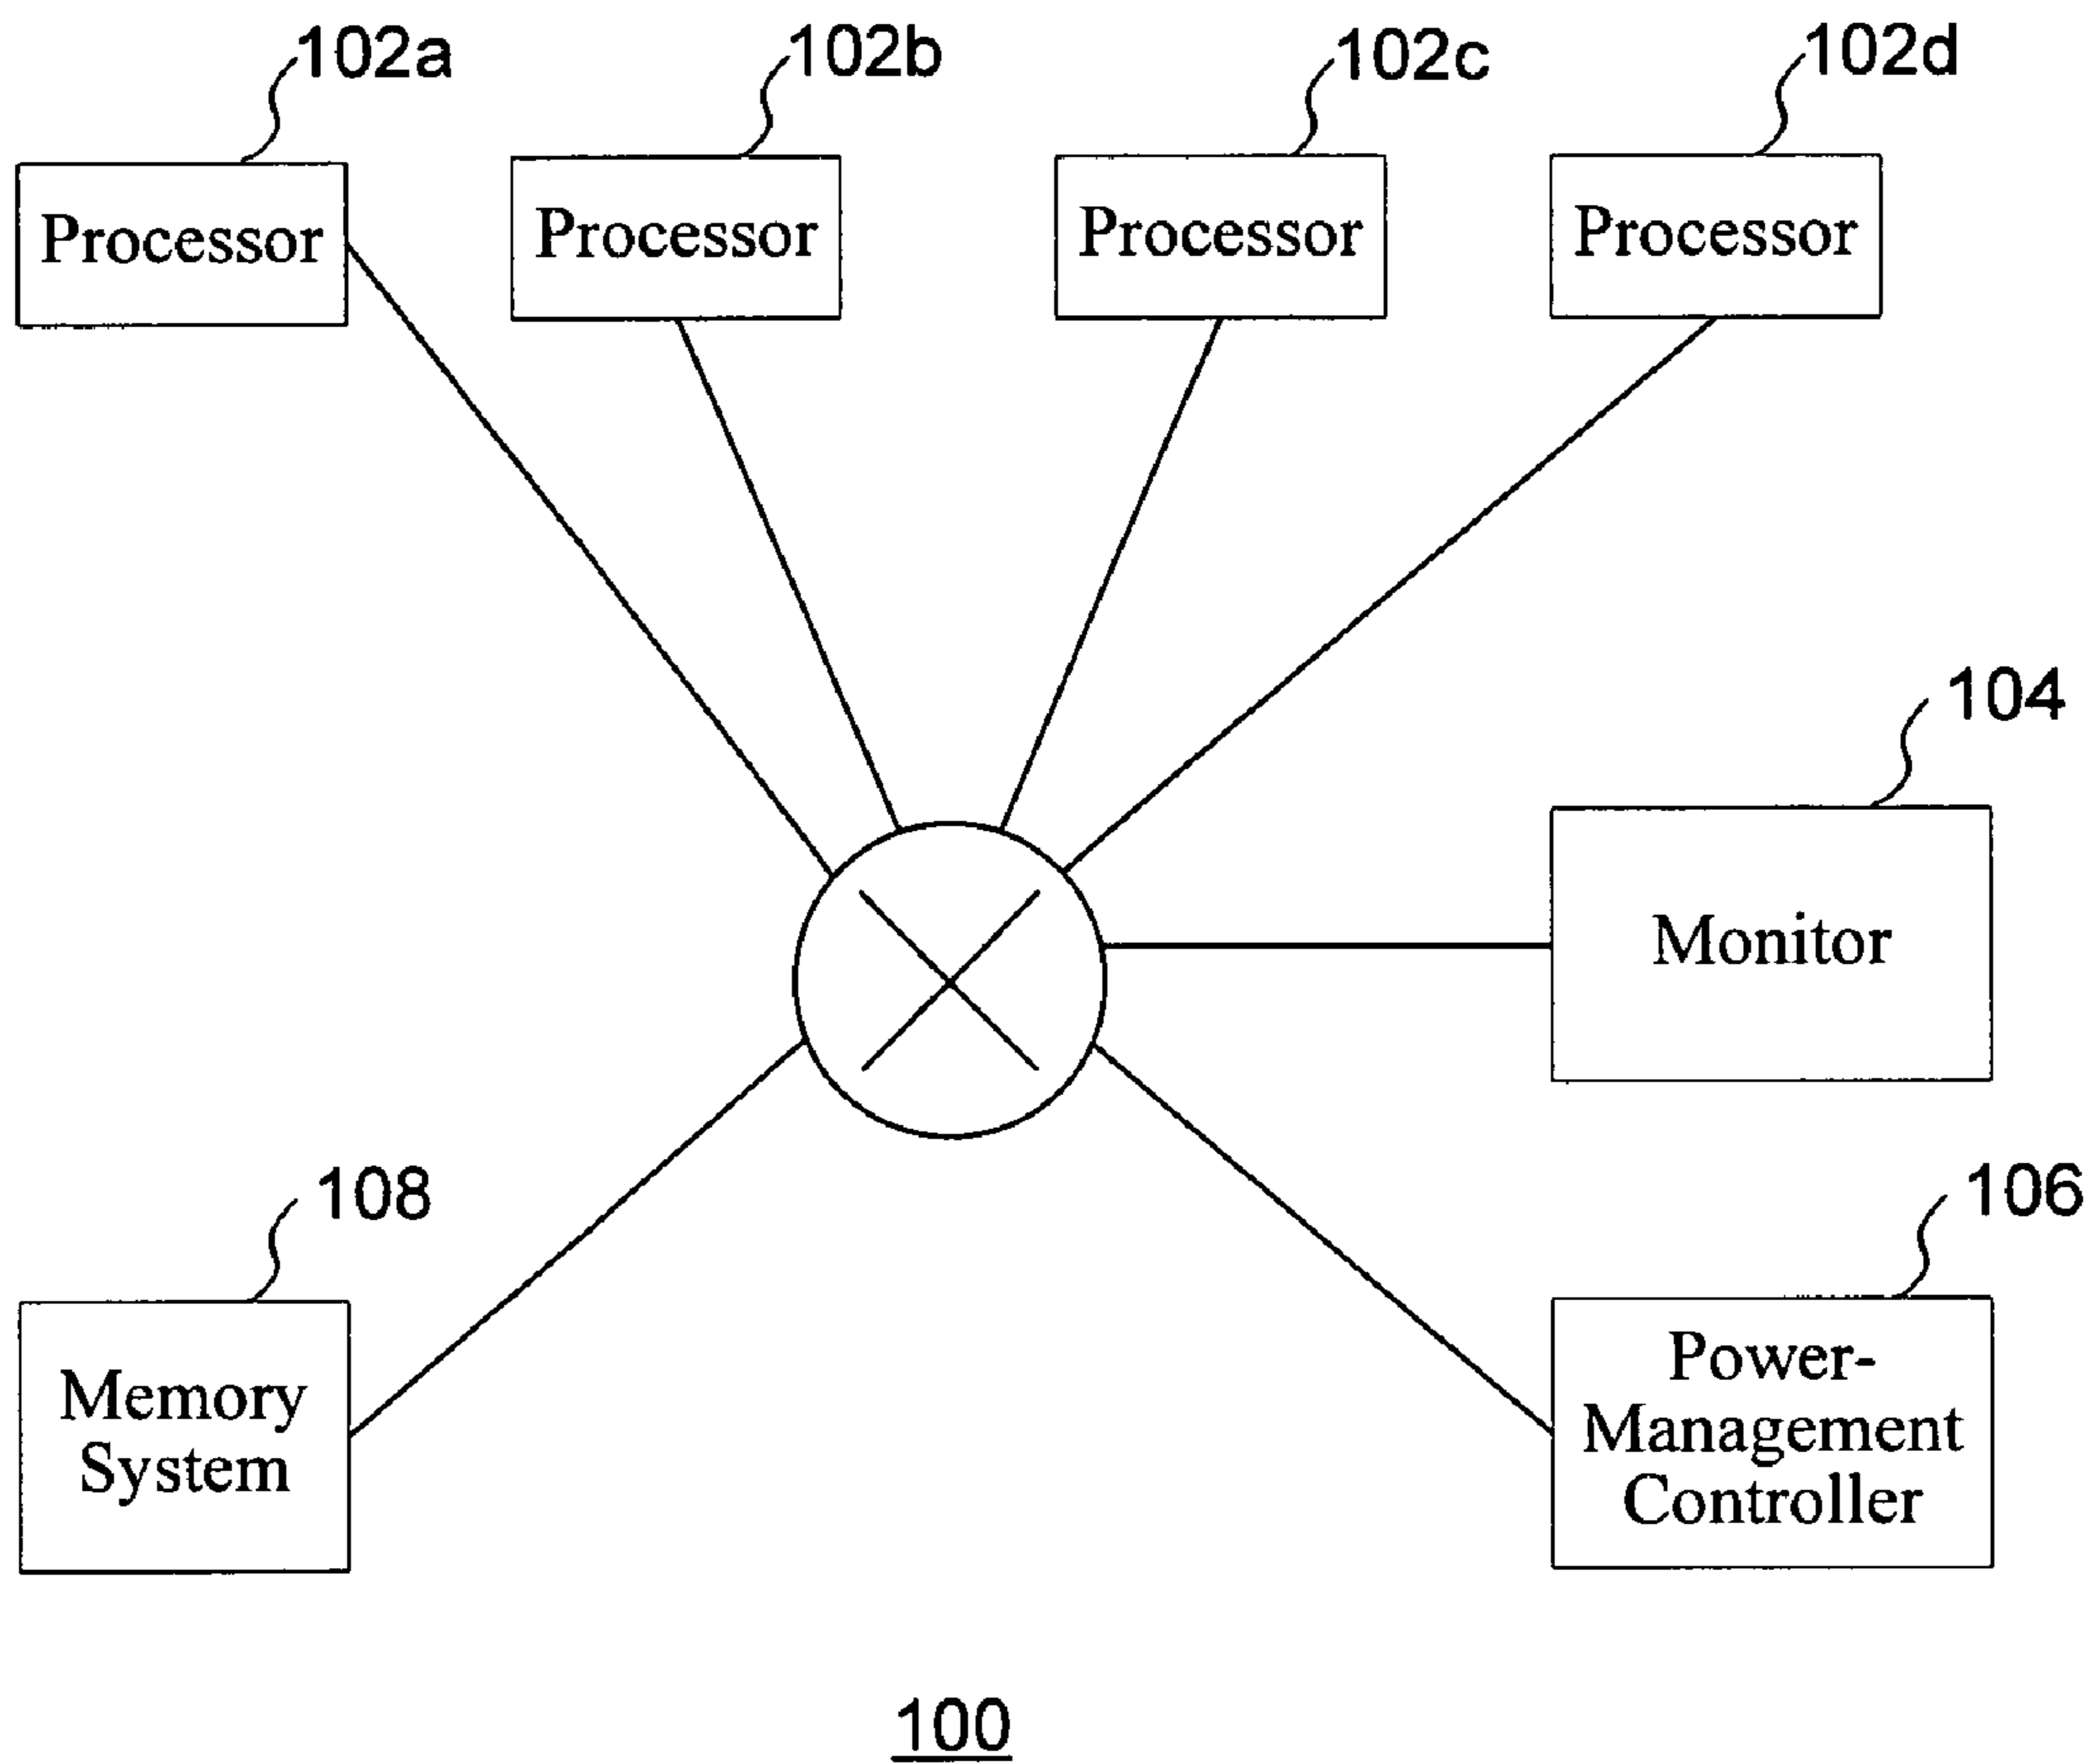 102a
102b
102c
102d
Processor
Processor
Processor
Processor
104
Monitor
108
106
Memory
System
Power-
Management
Controller
100